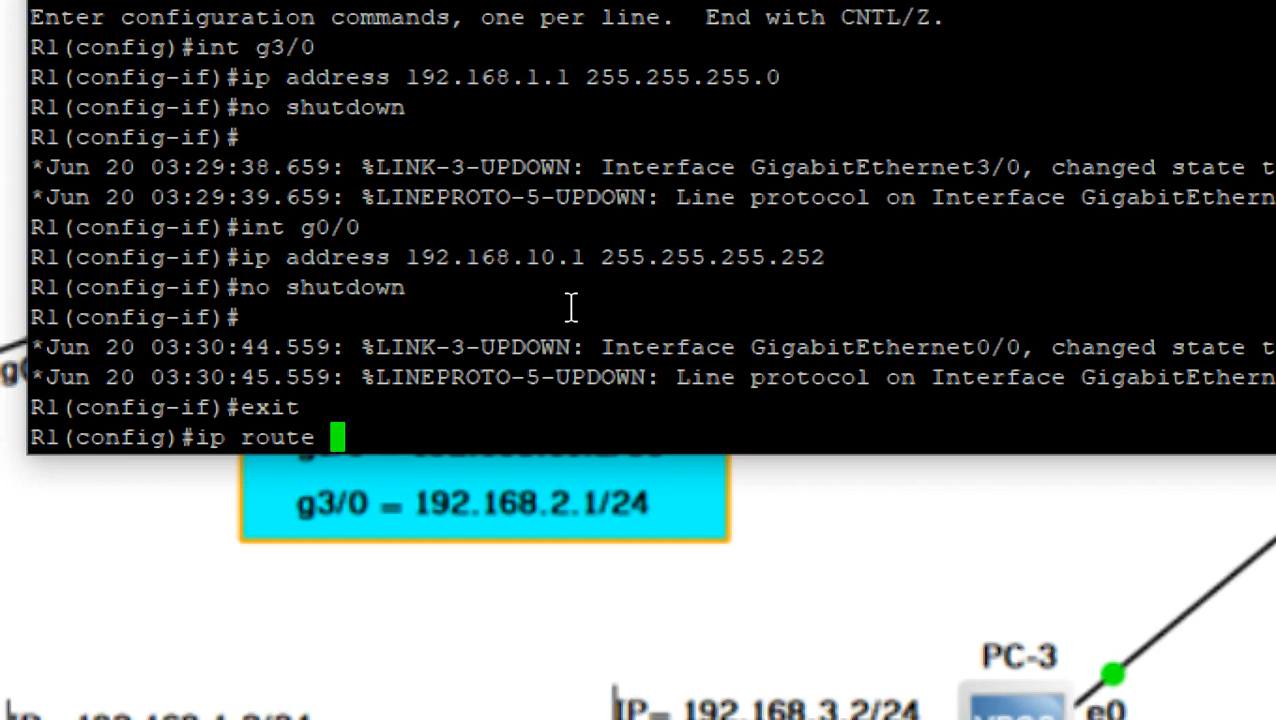 Enter configuration commands, one per line.  End with CNTL/Z.
R1(config)#int g3/0
R1(config-if)#ip address 192.168.1.1 255.255.255.0
R1(config-if)#no shutdown
R1(config-if)#
*Jun 20 03:29:38.659: %LINK-3-UPDOWN: Interface GigabitEthernet3/0, changed state t
*Jun 20 03:29:39.659: %LINEPROTO-5-UPDOWN: Line protocol on Interface GigabitEthern
R1(config-if)#int g0/0
R1(config-if)#ip address 192.168.10.1 255.255.255.252
R1(config-if)#no shutdown
R1(config-if)#
*Jun 20 03:30:44.559: %LINK-3-UPDOWN: Interface GigabitEthernet0/0, changed state t
*Jun 20 03:30:45.559: %LINEPROTO-5-UPDOWN: Line protocol on Interface GigabitEthern
R1(config-if)#exit
R1(config)#ip route
g3/0 = 192.168.2.1/24
PC-3
e0
IP= 192.168.3.2/24